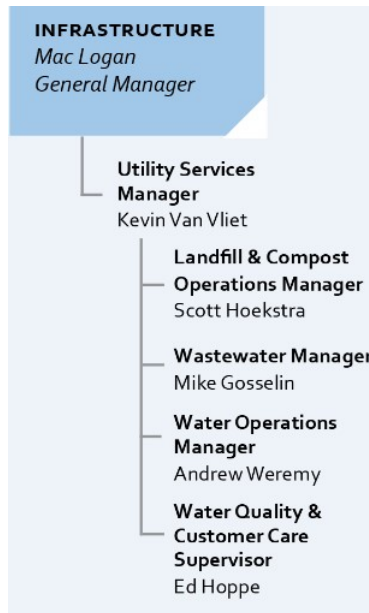 INFRASTRUCTURE
Mac Logan
General Manager
Utility Services
Manager
Kevin Van Vliet
Landfill & Compost
Operations Manager
Scott Hoekstra
Wastewater Manager
Mike Gosselin
Water Operations
Manager
Andrew Weremy
Water Quality &
Customer Care
Supervisor
Ed Hoppe